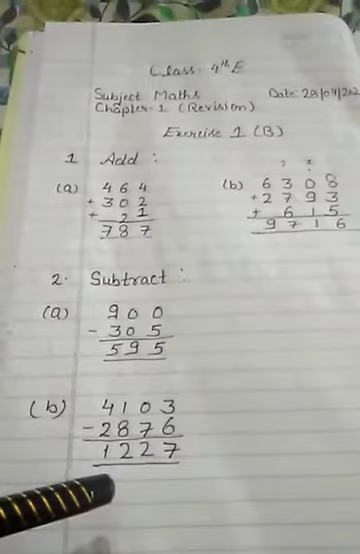 Class- 4th E
Subject Maths Date: 28/04/202
Chapter-1 (Revision)
Exercise 1 (B)
1 Add :
(a) 4 6 4
+ 3 0 2
+ 2 1
7 8 7
(b) 6 3 0 8
+ 2 7 9 3
+ 6 1 5
9 7 1 6
2. Subtract :
(a) 9 0 0
- 3 0 5
5 9 5
(b) 4 1 0 3
- 2 8 7 6
1 2 2 7